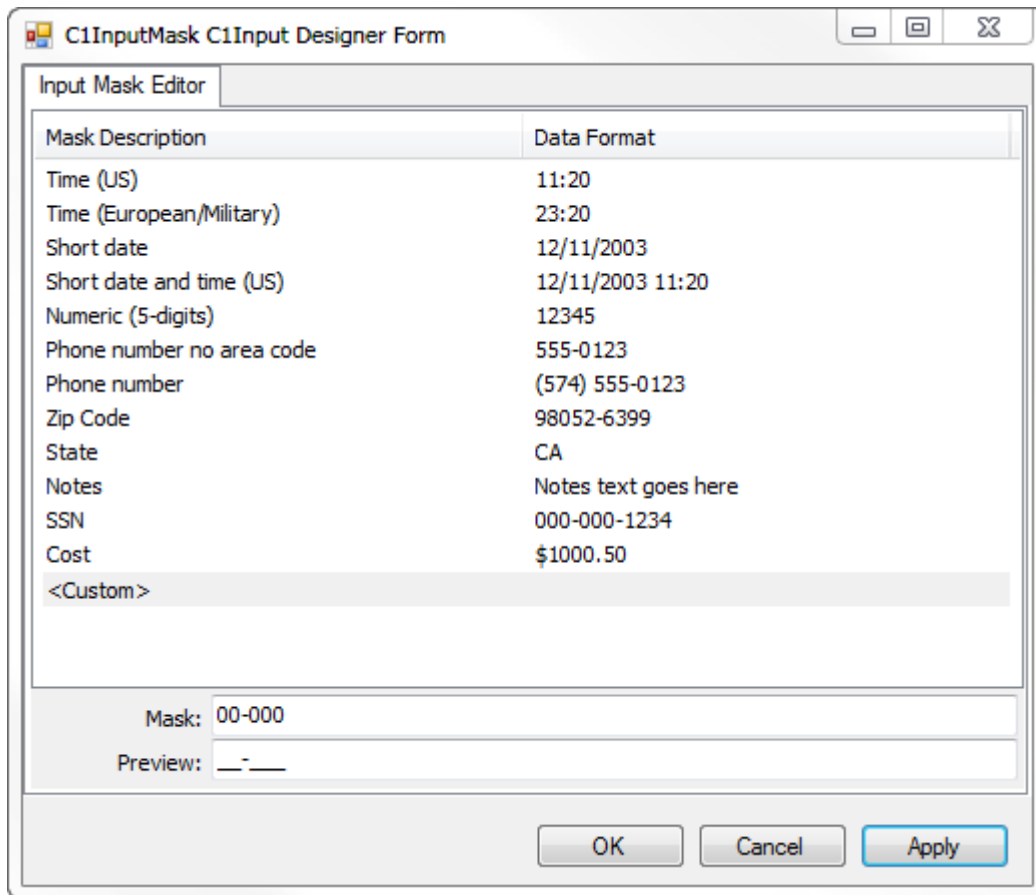 C1InputMask C1Input Designer Form
Input Mask Editor
Mask Description Data Format
Time (US) 11:20
Time (European/Military) 23:20
Short date 12/11/2003
Short date and time (US) 12/11/2003 11:20
Numeric (5-digits) 12345
Phone number no area code 555-0123
Phone number (574) 555-0123
Zip Code 98052-6399
State CA
Notes Notes text goes here
SSN 000-000-1234
Cost $1000.50
<Custom>
Mask: 00-000
Preview: __-___
OK Cancel Apply